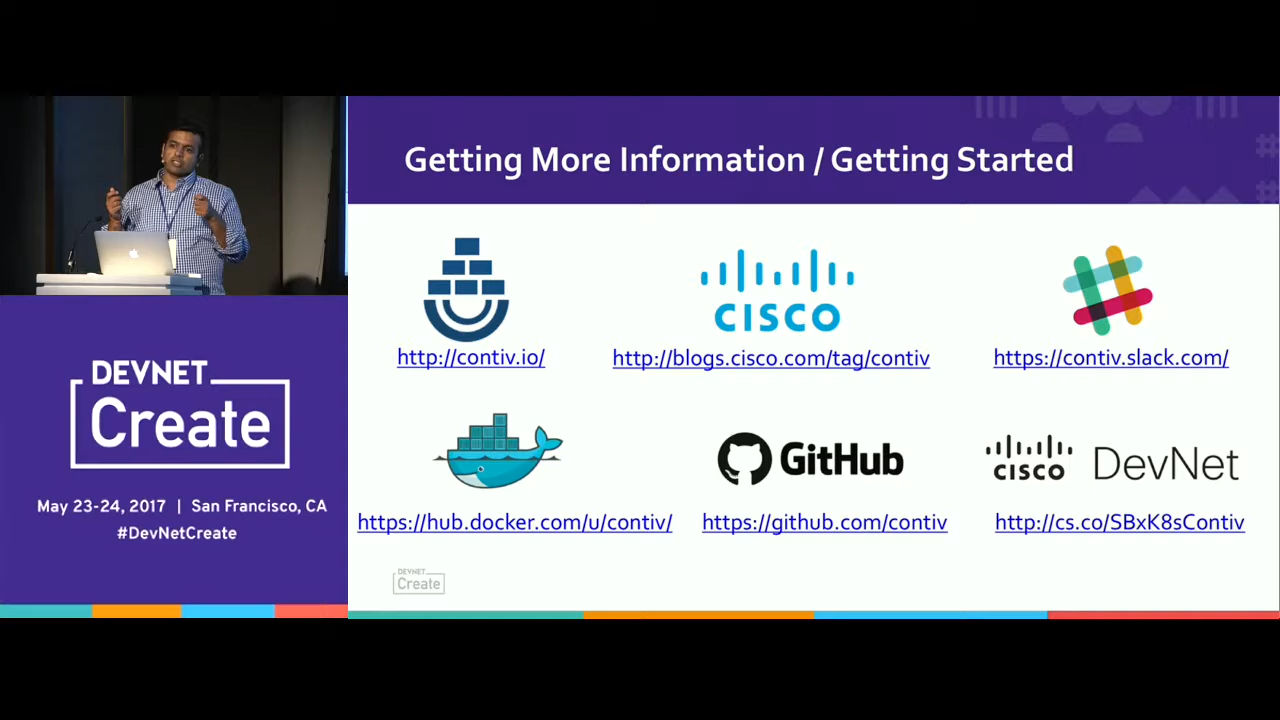 Getting More Information / Getting Started
CISCO
http://contiv.io/
http://blogs.cisco.com/tag/contiv
https://contiv.slack.com/
GitHub
CISCO DevNet
https://hub.docker.com/u/contiv/
https://github.com/contiv
http://cs.co/SBxK8sContiv
DEVNET
Create
DEVNET
Create
May 23-24, 2017 | San Francisco, CA
#DevNetCreate